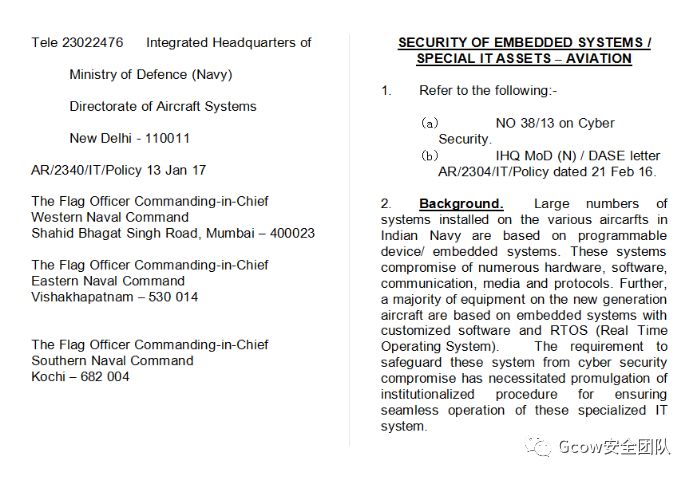 Tele 23022476 Integrated Headquarters of
Ministry of Defence (Navy)
Directorate of Aircraft Systems
New Delhi - 110011
AR/2340/IT/Policy 13 Jan 17
The Flag Officer Commanding-in-Chief
Western Naval Command
Shahid Bhagat Singh Road, Mumbai – 400023
The Flag Officer Commanding-in-Chief
Eastern Naval Command
Vishakhapatnam – 530 014
The Flag Officer Commanding-in-Chief
Southern Naval Command
Kochi – 682 004
SECURITY OF EMBEDDED SYSTEMS /
SPECIAL IT ASSETS – AVIATION
1. Refer to the following:-
(a) NO 38/13 on Cyber
Security.
(b) IHQ MoD (N) / DASE letter
AR/2304/IT/Policy dated 21 Feb 16.
2. Background. Large numbers of
systems installed on the various aircarfts in
Indian Navy are based on programmable
device/ embedded systems. These systems
compromise of numerous hardware, software,
communication, media and protocols. Further,
a majority of equipment on the new generation
aircraft are based on embedded systems with
customized software and RTOS (Real Time
Operating System). The requirement to
safeguard these system from cyber security
compromise has necessitated promulgation of
institutionalized procedure for ensuring
seamless operation of these specialized IT
system.
Gcow安全团队